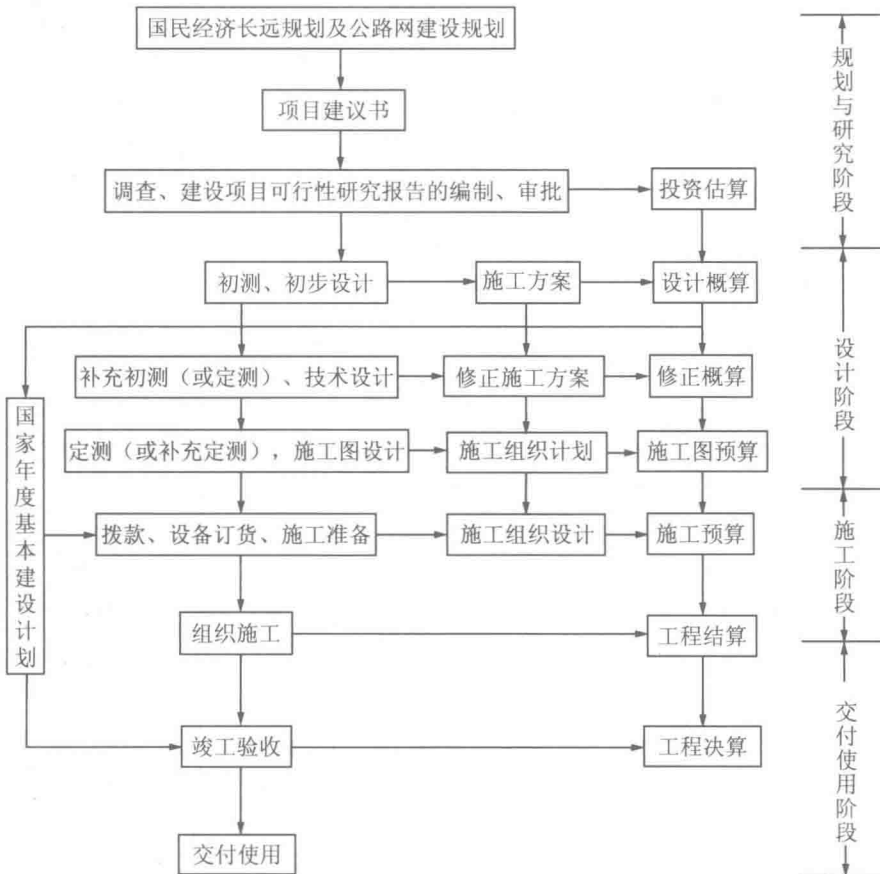 国民经济长远规划及公路网建设规划
项目建议书
调查、建设项目可行性研究报告的编制、审批
投资估算
规划与研究阶段
初测、初步设计
施工方案
设计概算
补充初测（或定测）、技术设计
修正施工方案
修正概算
设计阶段
国家年度基本建设计划
定测（或补充定测），施工图设计
施工组织计划
施工图预算
拨款、设备订货、施工准备
施工组织设计
施工预算
施工阶段
组织施工
工程结算
竣工验收
工程决算
交付使用阶段
交付使用